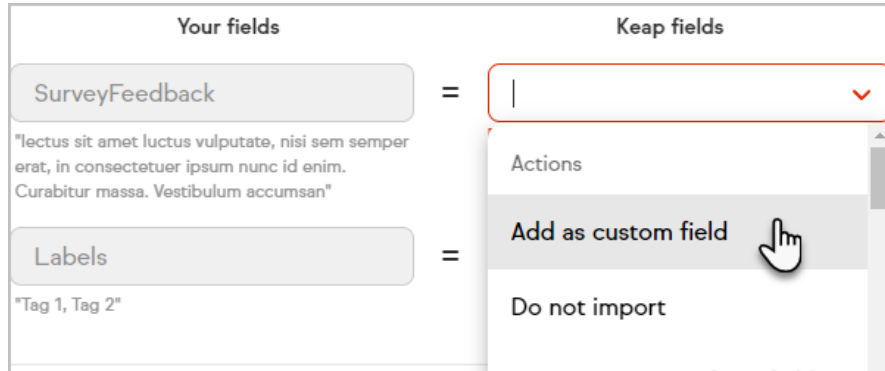 Your fields
Keap fields
SurveyFeedback
=
"lectus sit amet luctus vulputate, nisi sem semper
erat, in consectetuer ipsum nunc id enim.
Curabitur massa. Vestibulum accumsan"
Actions
Add as custom field
Labels
=
"Tag 1, Tag 2"
Do not import